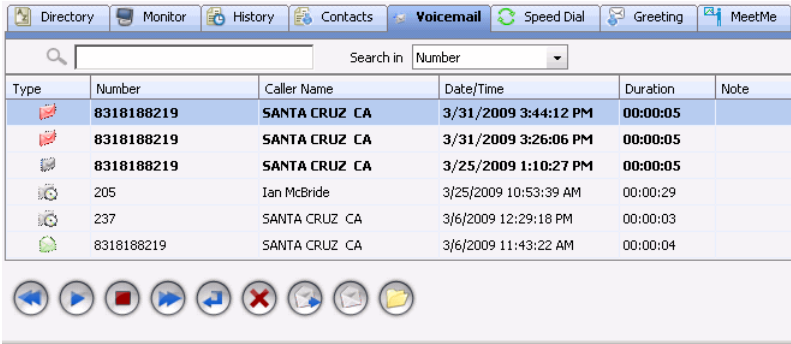 Directory Monitor History Contacts Voicemail Speed Dial Greeting MeetMe
Search in Number
Type Number Caller Name Date/Time Duration Note
8318188219 SANTA CRUZ CA 3/31/2009 3:44:12 PM 00:00:05
8318188219 SANTA CRUZ CA 3/31/2009 3:26:06 PM 00:00:05
8318188219 SANTA CRUZ CA 3/25/2009 1:10:27 PM 00:00:05
205 Ian McBride 3/25/2009 10:53:39 AM 00:00:29
237 SANTA CRUZ CA 3/6/2009 12:29:18 PM 00:00:03
8318188219 SANTA CRUZ CA 3/6/2009 11:43:22 AM 00:00:04